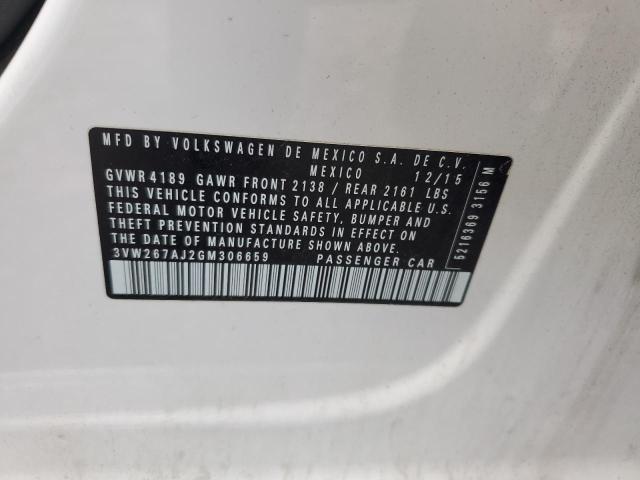 MFD BY VOLKSWAGEN DE MEXICO S.A. DE C.V.
MEXICO 12/15
GVWR 4189 GAWR FRONT 2138 / REAR 2161 LBS
THIS VEHICLE CONFORMS TO ALL APPLICABLE U.S.
FEDERAL MOTOR VEHICLE SAFETY, BUMPER AND
THEFT PREVENTION STANDARDS IN EFFECT ON
THE DATE OF MANUFACTURE SHOWN ABOVE.
3VW267AJ2GM306659 PASSENGER CAR
5216369 3156 M